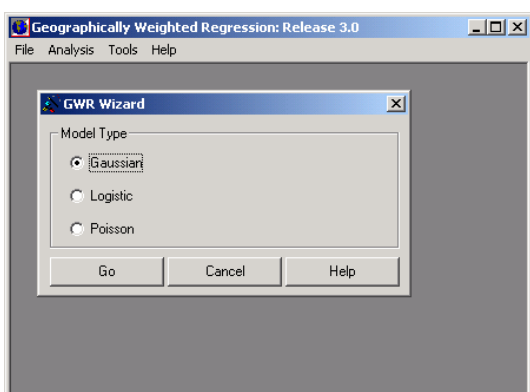 Geographically Weighted Regression: Release 3.0
File Analysis Tools Help
GWR Wizard
Model Type
Gaussian
Logistic
Poisson
Go Cancel Help